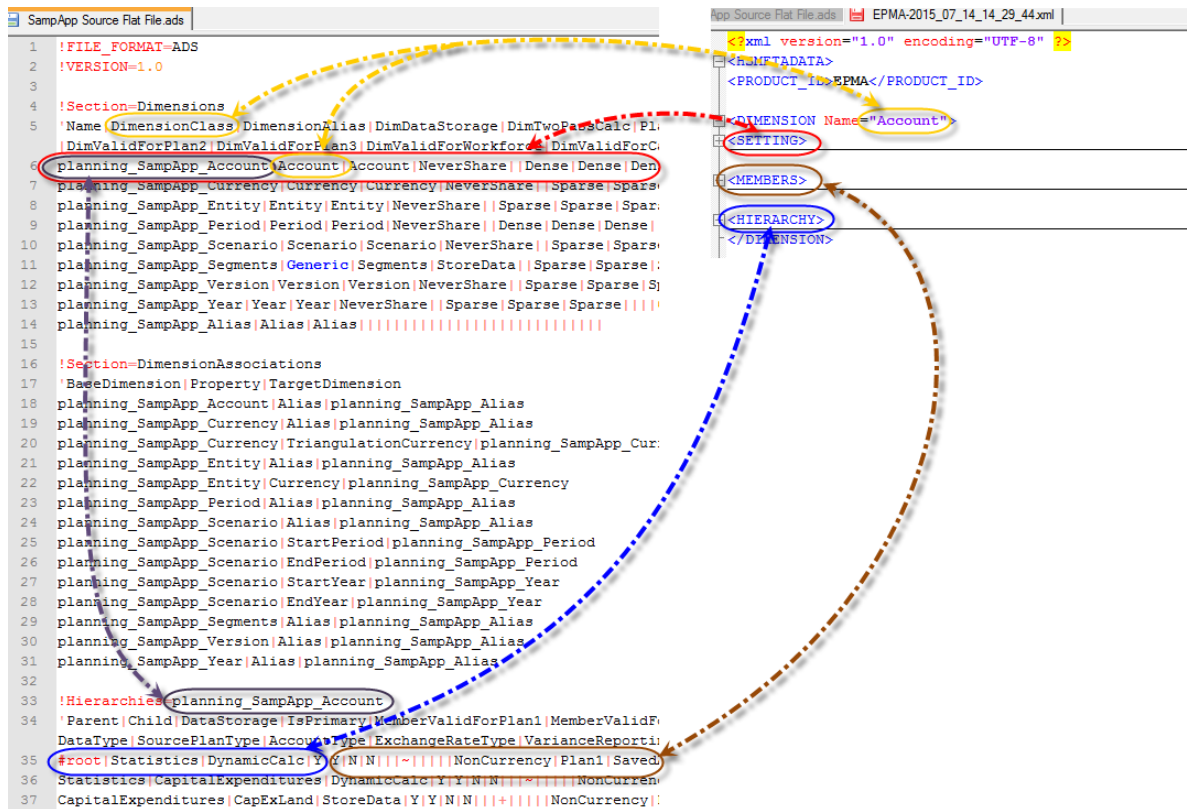 SampApp Source Flat File.ads
1 !FILE_FORMAT=ADS
2 !VERSION=1.0
3
4 !Section=Dimensions
5 'Name|DimensionClass|DimensionAlias|DimDataStorage|DimTwoPassCalc|Pl
|DimValidForPlan2|DimValidForPlan3|DimValidForWorkforce|DimValidForC
6 planning_SampApp_Account|Account|Account|NeverShare||Dense|Dense|Den
7 planning_SampApp_Currency|Currency|Currency|NeverShare||Sparse|Spars
8 planning_SampApp_Entity|Entity|Entity|NeverShare||Sparse|Sparse|Spar
9 planning_SampApp_Period|Period|Period|NeverShare||Dense|Dense|Dense|
10 planning_SampApp_Scenario|Scenario|Scenario|NeverShare||Sparse|Spars
11 planning_SampApp_Segments|Generic|Segments|StoreData||Sparse|Sparse|
12 planning_SampApp_Version|Version|Version|NeverShare||Sparse|Sparse|Sp
13 planning_SampApp_Year|Year|Year|NeverShare||Sparse|Sparse|Sparse||||
14 planning_SampApp_Alias|Alias|Alias|||||||||||||||||||||||||||
15
16 !Section=DimensionAssociations
17 'BaseDimension|Property|TargetDimension
18 planning_SampApp_Account|Alias|planning_SampApp_Alias
19 planning_SampApp_Currency|Alias|planning_SampApp_Alias
20 planning_SampApp_Currency|TriangulationCurrency|planning_SampApp_Cur
21 planning_SampApp_Entity|Alias|planning_SampApp_Alias
22 planning_SampApp_Entity|Currency|planning_SampApp_Currency
23 planning_SampApp_Period|Alias|planning_SampApp_Alias
24 planning_SampApp_Scenario|Alias|planning_SampApp_Alias
25 planning_SampApp_Scenario|StartPeriod|planning_SampApp_Period
26 planning_SampApp_Scenario|EndPeriod|planning_SampApp_Period
27 planning_SampApp_Scenario|StartYear|planning_SampApp_Year
28 planning_SampApp_Scenario|EndYear|planning_SampApp_Year
29 planning_SampApp_Segments|Alias|planning_SampApp_Alias
30 planning_SampApp_Version|Alias|planning_SampApp_Alias
31 planning_SampApp_Year|Alias|planning_SampApp_Alias
32
33 !Hierarchies=planning_SampApp_Account
34 'Parent|Child|DataStorage|IsPrimary|MemberValidForPlan1|MemberValidF
DataType|SourcePlanType|AccountType|ExchangeRateType|VarianceReporti
35 #root|Statistics|DynamicCalc|Y|Y|N|N|||~|||||NonCurrency|Plan1|Saved
36 Statistics|CapitalExpenditures|DynamicCalc|Y|Y|N|N|||~|||||NonCurren
37 CapitalExpenditures|CapExLand|StoreData|Y|Y|N|N|||+|||||NonCurrency|
App Source Flat File.ads
EPMA-2015_07_14_14_29_44.xml
<?xml version="1.0" encoding="UTF-8" ?>
<HSMETADATA>
<PRODUCT_ID>EPMA</PRODUCT_ID>
<DIMENSION Name="Account">
<SETTING>
<MEMBERS>
<HIERARCHY>
</DIMENSION>